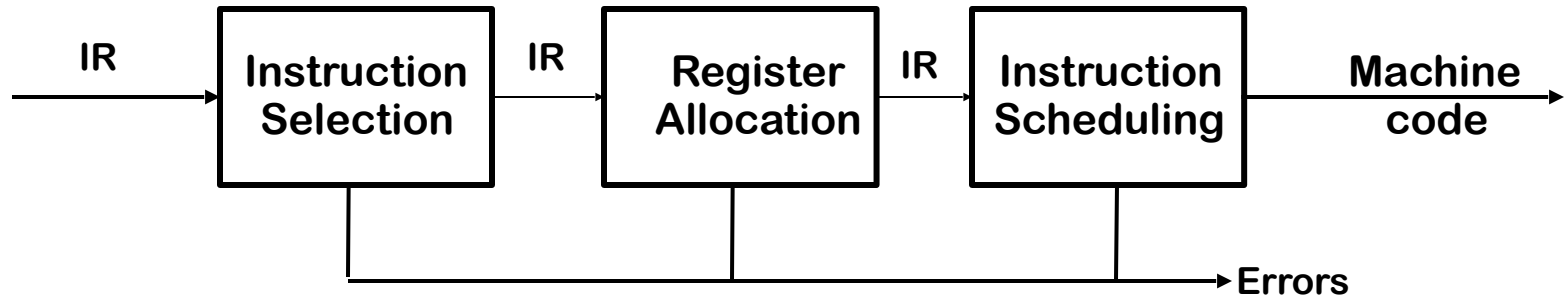 IR
Instruction
Selection
IR
Register
Allocation
IR
Instruction
Scheduling
Machine
code
Errors